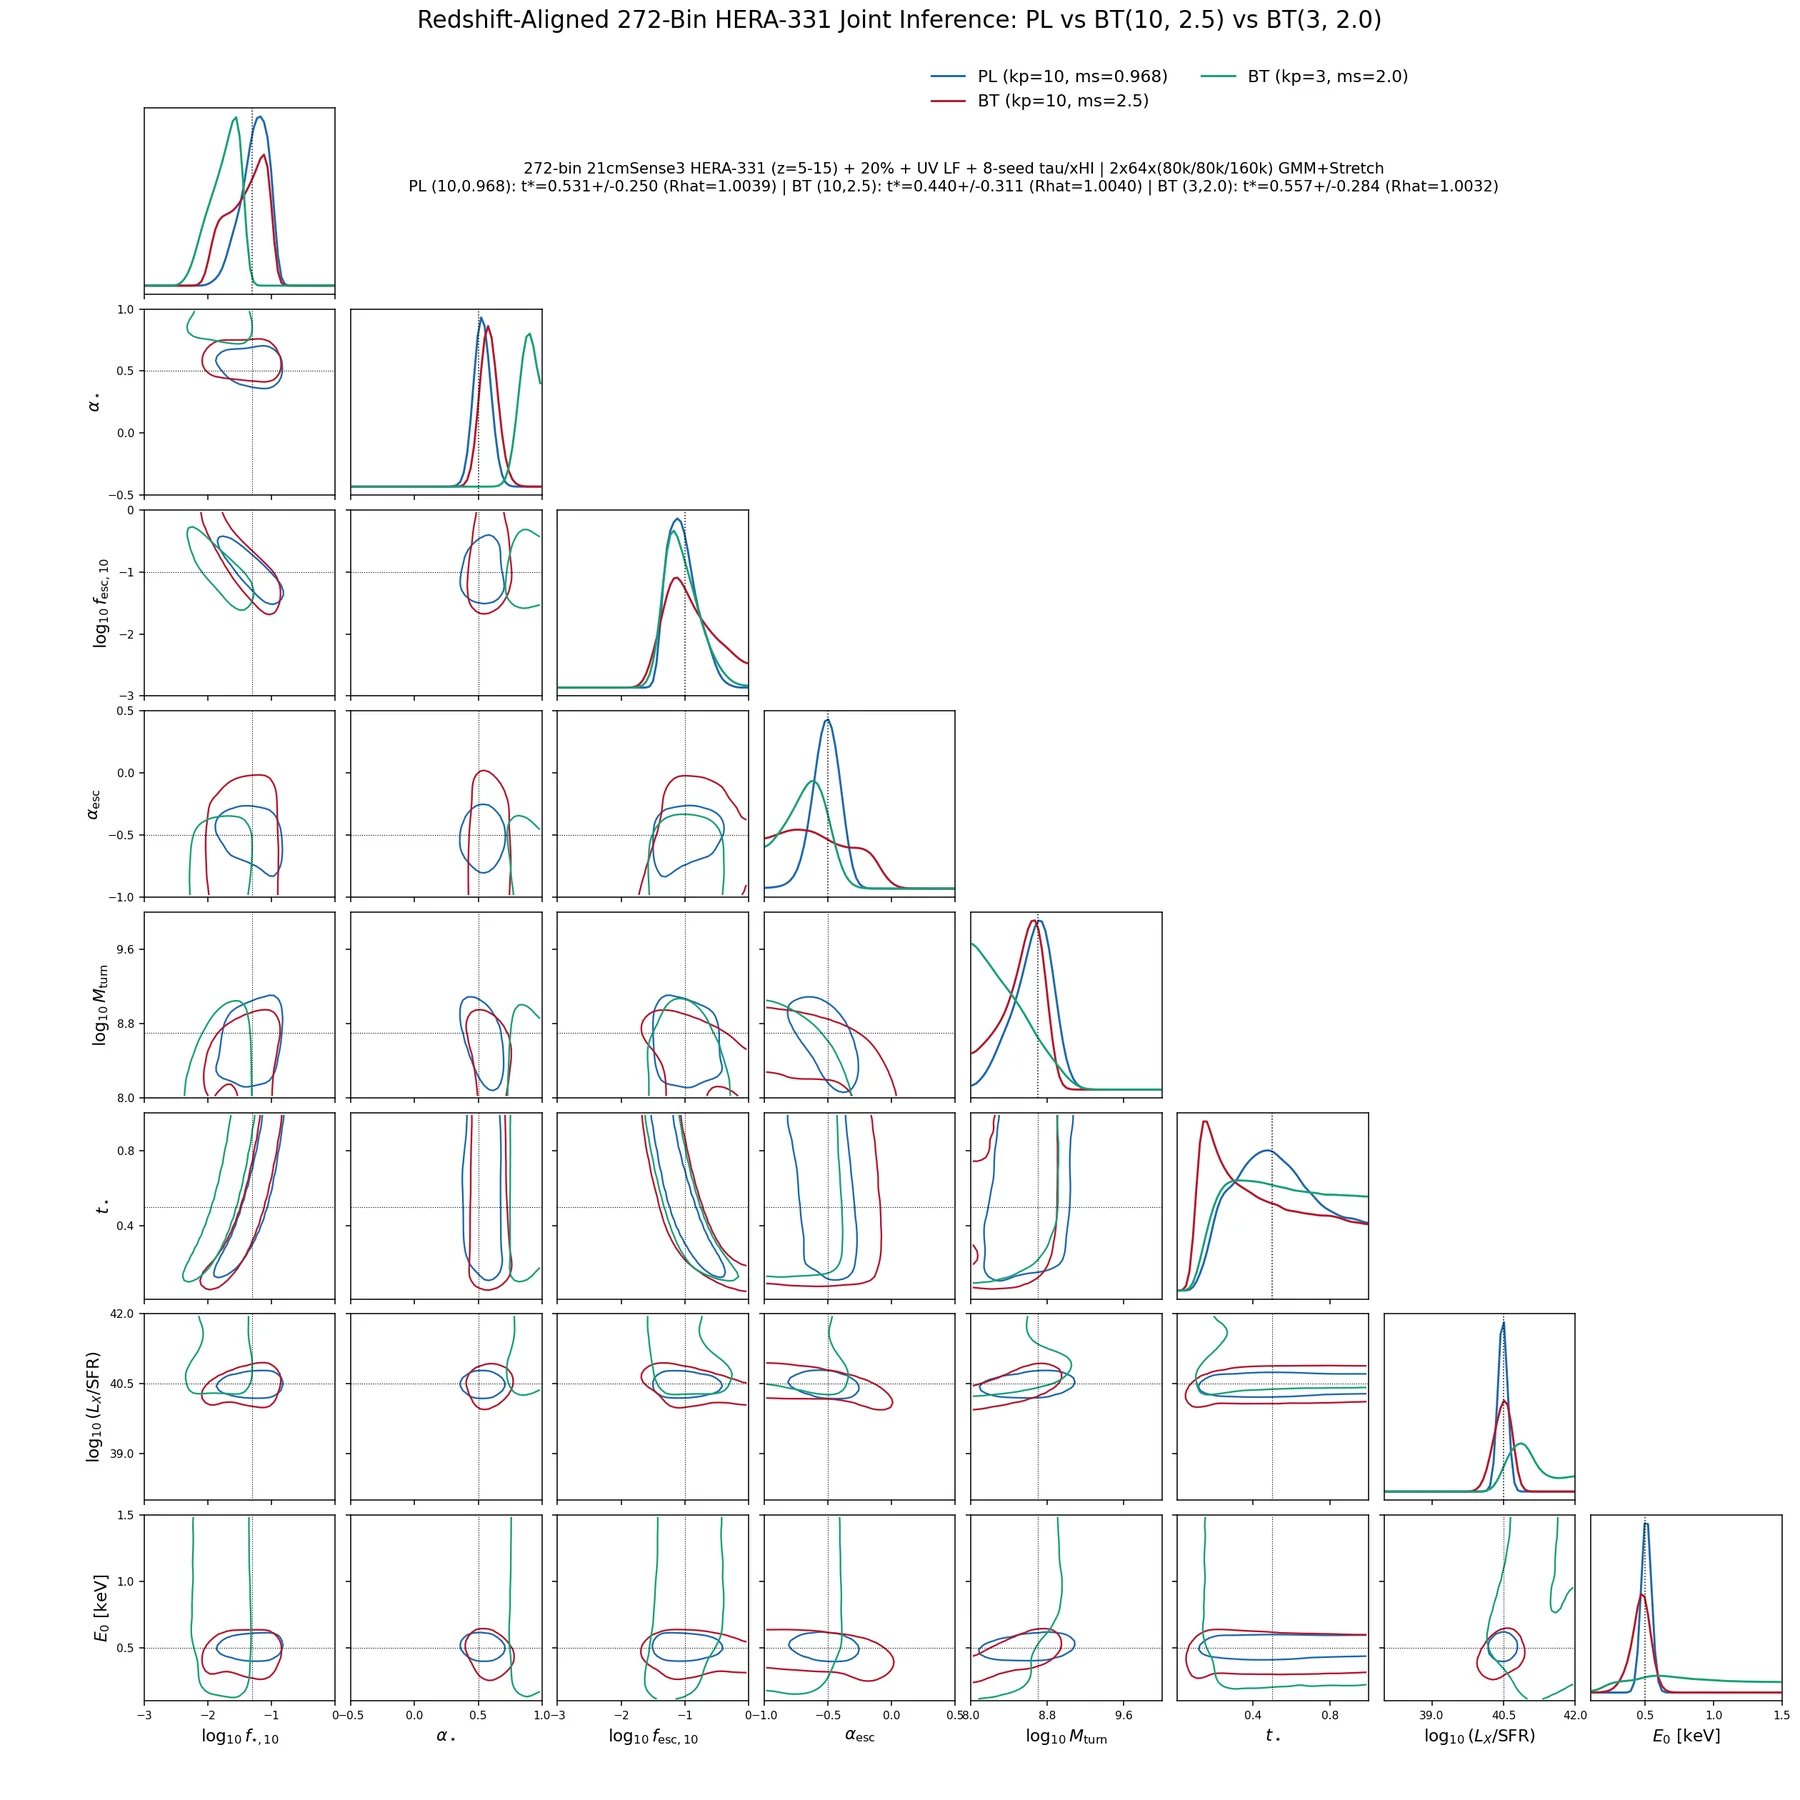 Redshift-Aligned 272-Bin HERA-331 Joint Inference: PL vs BT(10, 2.5) vs BT(3, 2.0)
PL (kp=10, ms=0.968)
BT (kp=3, ms=2.0)
BT (kp=10, ms=2.5)
272-bin 21cmSense3 HERA-331 (z=5-15) + 20% + UV LF + 8-seed tau/xHI | 2x64x(80k/80k/160k) GMM+Stretch
PL (10,0.968): t*=0.531+/-0.250 (Rhat=1.0039) | BT (10,2.5): t*=0.440+/-0.311 (Rhat=1.0040) | BT (3,2.0): t*=0.557+/-0.284 (Rhat=1.0032)
1.0
0.5
0.0
−0.5
α⋆
0
−1
−2
−3
log₁₀ f_esc, 10
0.5
0.0
−0.5
−1.0
α_esc
9.6
8.8
8.0
log₁₀ M_turn
0.8
0.4
t⋆
42.0
40.5
39.0
log₁₀ (L_X/SFR)
1.5
1.0
0.5
E₀ [keV]
−3 −2 −1 0
−0.5 0.0 0.5 1.0
−3 −2 −1 0
−1.0 −0.5 0.0 0.5
8.0 8.8 9.6
0.4 0.8
39.0 40.5 42.0
0.5 1.0 1.5
log₁₀ f⋆, 10
α⋆
log₁₀ f_esc, 10
α_esc
log₁₀ M_turn
t⋆
log₁₀ (L_X/SFR)
E₀ [keV]